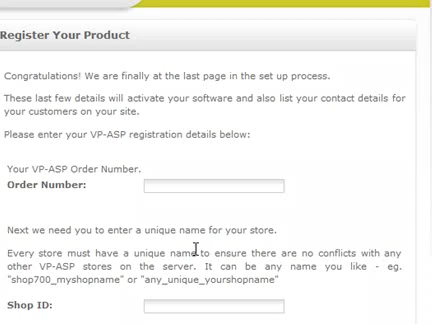 Register Your Product
Congratulations! We are finally at the last page in the set up process.
These last few details will activate your software and also list your contact details for
your customers on your site.
Please enter your VP-ASP registration details below:
Your VP-ASP Order Number.
Order Number:
Next we need you to enter a unique name for your store.
Every store must have a unique name to ensure there are no conflicts with any
other VP-ASP stores on the server. It can be any name you like - eg.
"shop700_myshopname" or "any_unique_yourshopname"
Shop ID: